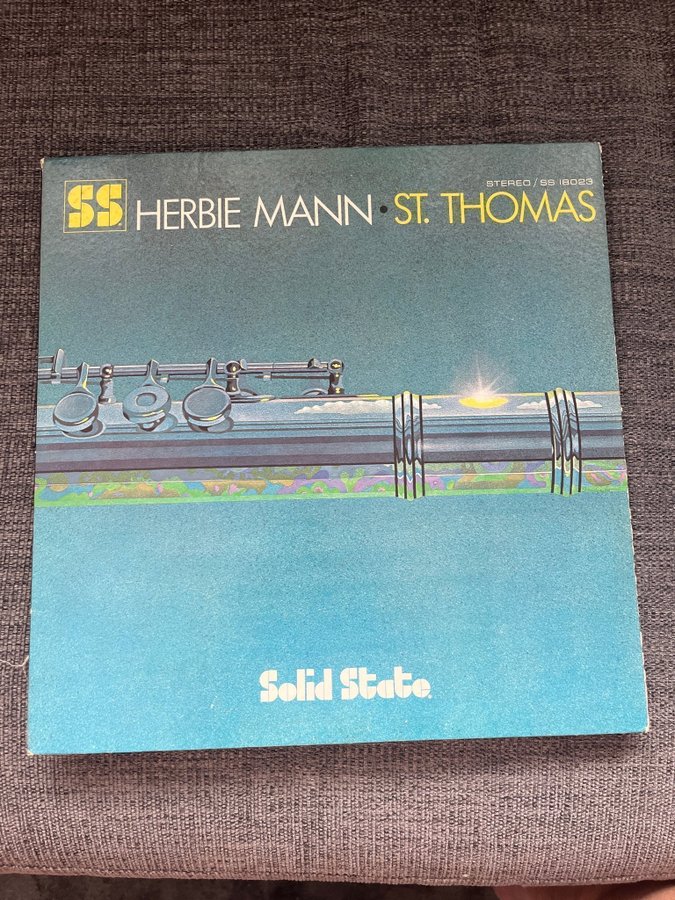 STEREO/SS 18023
SS HERBIE MANN • ST. THOMAS
Solid State